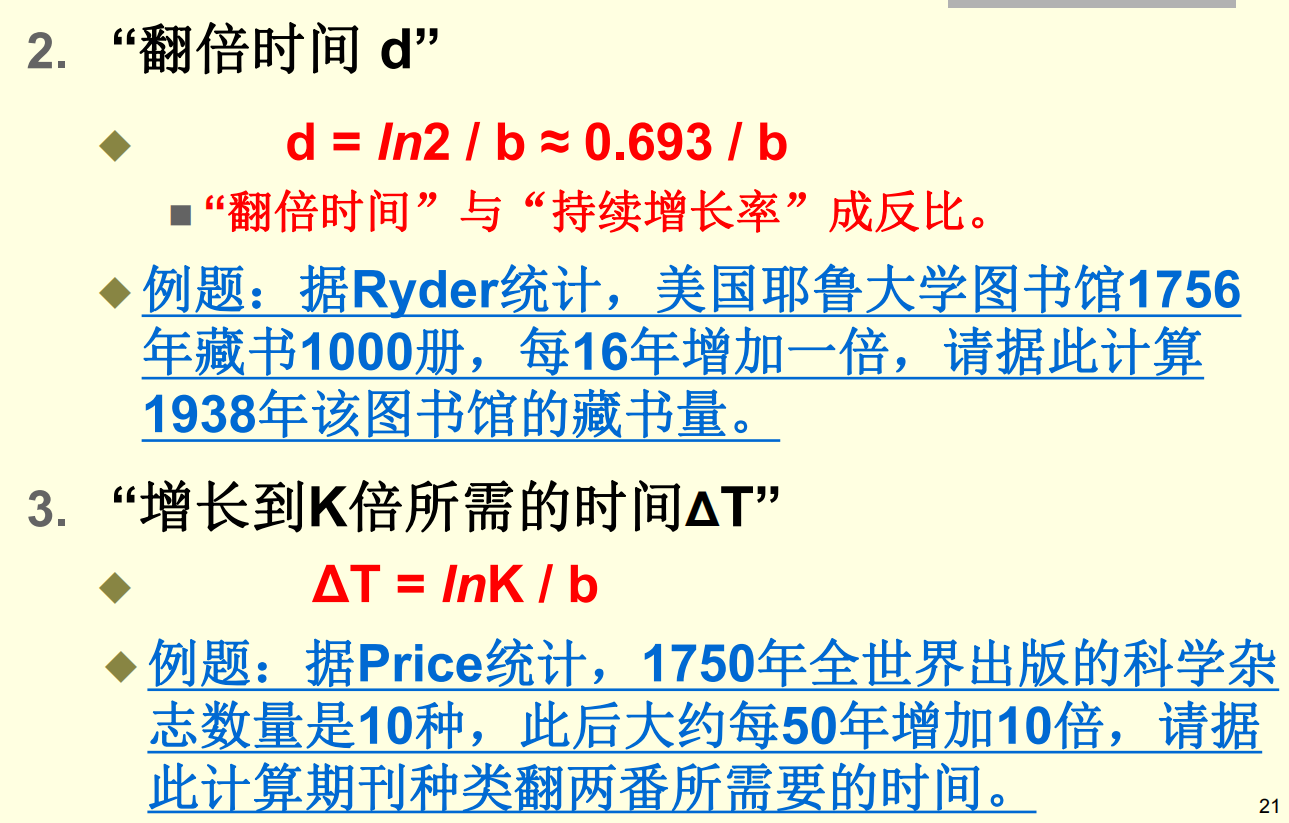 2. “翻倍时间 d”
◆ d = ln2 / b ≈ 0.693 / b
■ “翻倍时间”与“持续增长率”成反比。
◆ 例题：据Ryder统计，美国耶鲁大学图书馆1756
年藏书1000册，每16年增加一倍，请据此计算
1938年该图书馆的藏书量。
3. “增长到K倍所需的时间ΔT”
◆ ΔT = lnK / b
◆ 例题：据Price统计，1750年全世界出版的科学杂
志数量是10种，此后大约每50年增加10倍，请据
此计算期刊种类翻两番所需要的时间。
21